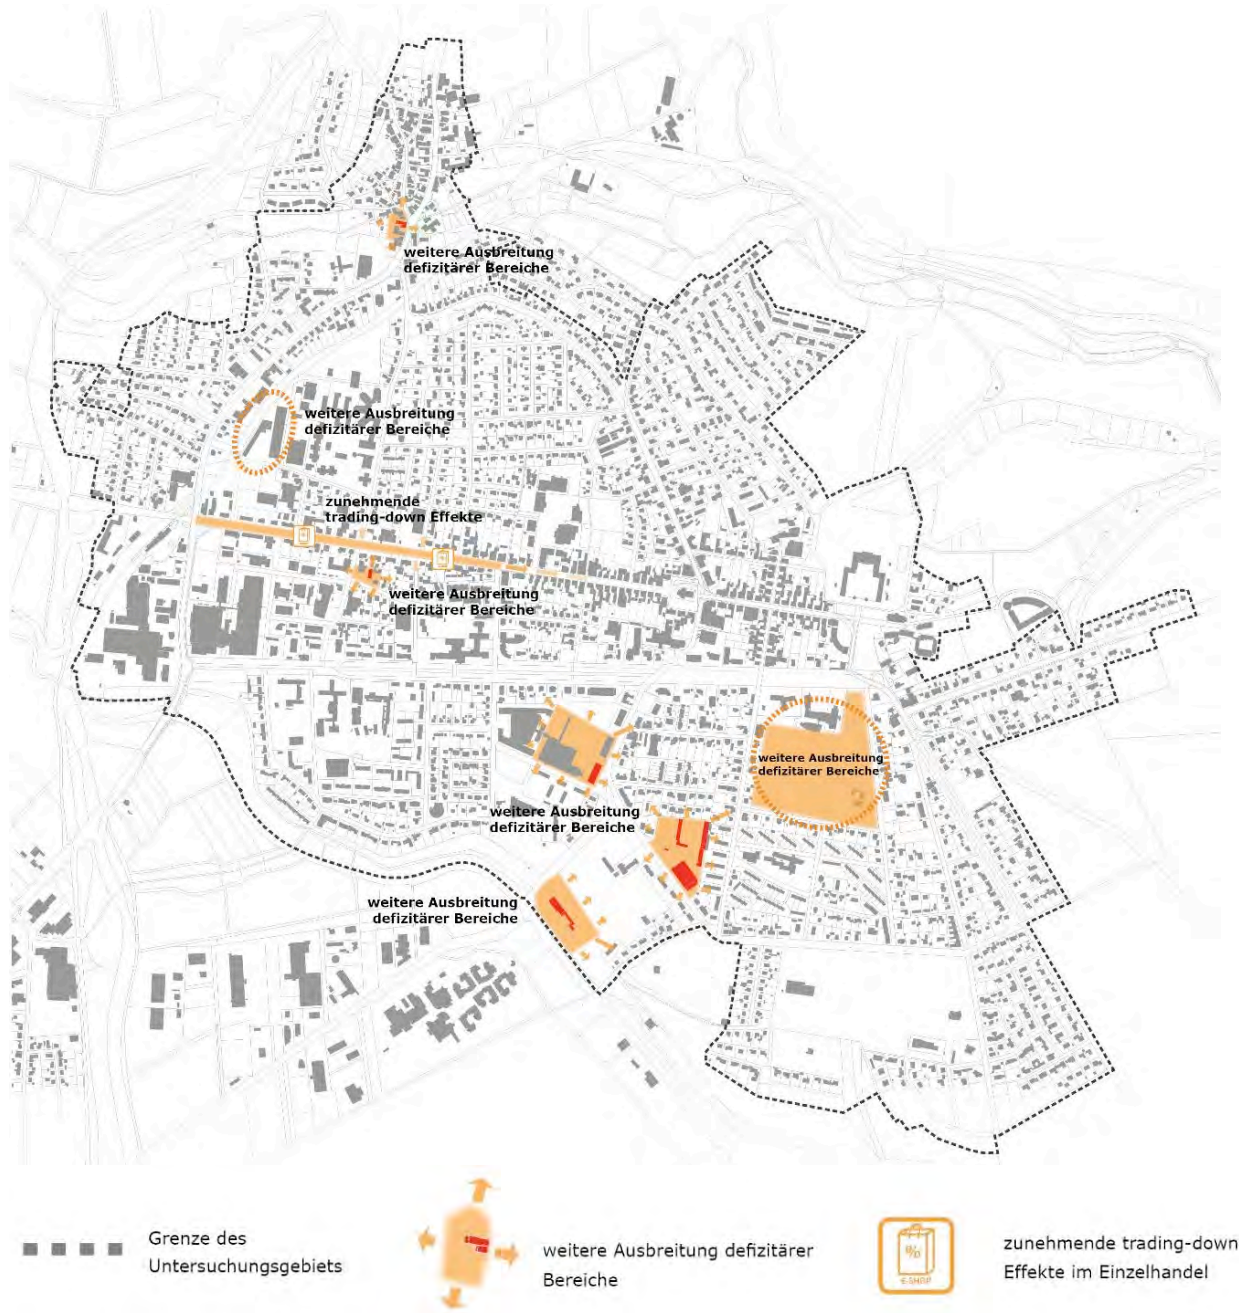 weitere Ausbreitung
defizitärer Bereiche
weitere Ausbreitung
defizitärer Bereiche
zunehmende
trading-down Effekte
weitere Ausbreitung
defizitärer Bereiche
weitere Ausbreitung
defizitärer Bereiche
weitere Ausbreitung
defizitärer Bereiche
weitere Ausbreitung
defizitärer Bereiche
Grenze des
Untersuchungsgebiets
weitere Ausbreitung defizitärer
Bereiche
%
€-SHOP
zunehmende trading-down
Effekte im Einzelhandel